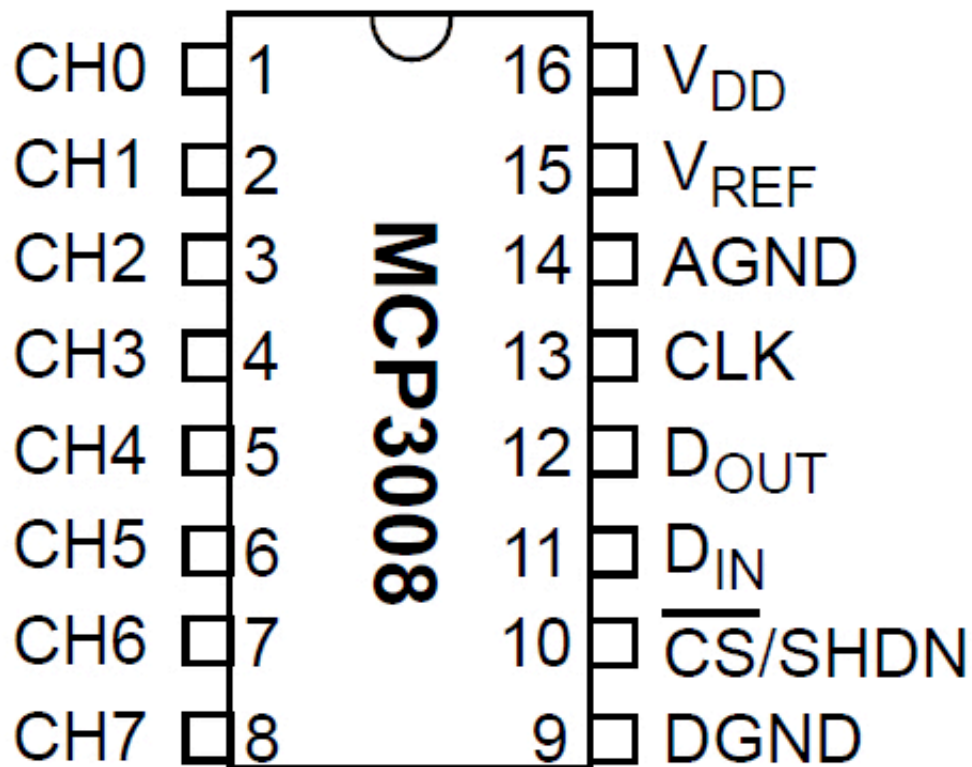 CH0 1 16 VDD
CH1 2 15 VREF
CH2 3 14 AGND
CH3 4 13 CLK
CH4 5 12 DOUT
CH5 6 11 DIN
CH6 7 10 C̅S̅/SHDN
CH7 8 9 DGND
MCP3008